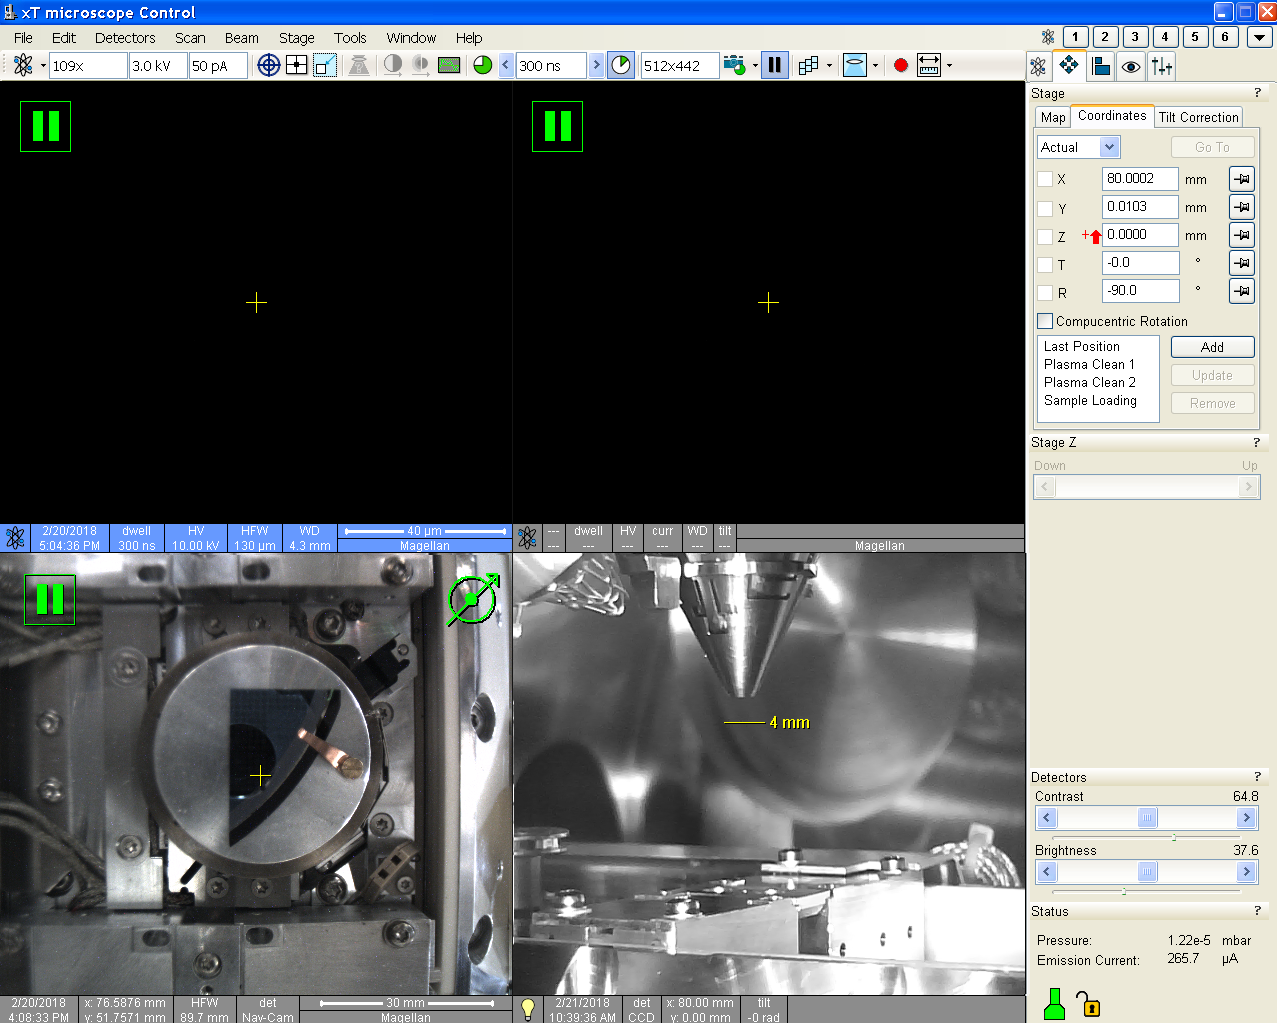 xT microscope Control
File Edit Detectors Scan Beam Stage Tools Window Help
1 2 3 4 5 6
109x 3.0 kV 50 pA 300 ns 512x442
Stage ?
Map Coordinates Tilt Correction
Actual Go To
X 80.0002 mm
Y 0.0103 mm
Z + 0.0000 mm
T -0.0 °
R -90.0 °
Compucentric Rotation
Last Position
Plasma Clean 1
Plasma Clean 2
Sample Loading
Add
Update
Remove
Stage Z ?
Down Up
2/20/2018 dwell HV HFW WD 40 µm
5:04:36 PM 300 ns 10.00 kV 130 µm 4.3 mm Magellan
--- dwell HV curr WD tilt
--- --- --- --- --- --- Magellan
4 mm
Detectors ?
Contrast 64.8
Brightness 37.6
Status ?
Pressure: 1.22e-5 mbar
Emission Current: 265.7 µA
2/20/2018 x: 76.5876 mm HFW det 30 mm
4:08:33 PM y: 51.7571 mm 89.7 mm Nav-Cam Magellan
2/21/2018 det x: 80.00 mm tilt
10:39:36 AM CCD y: 0.00 mm -0 rad